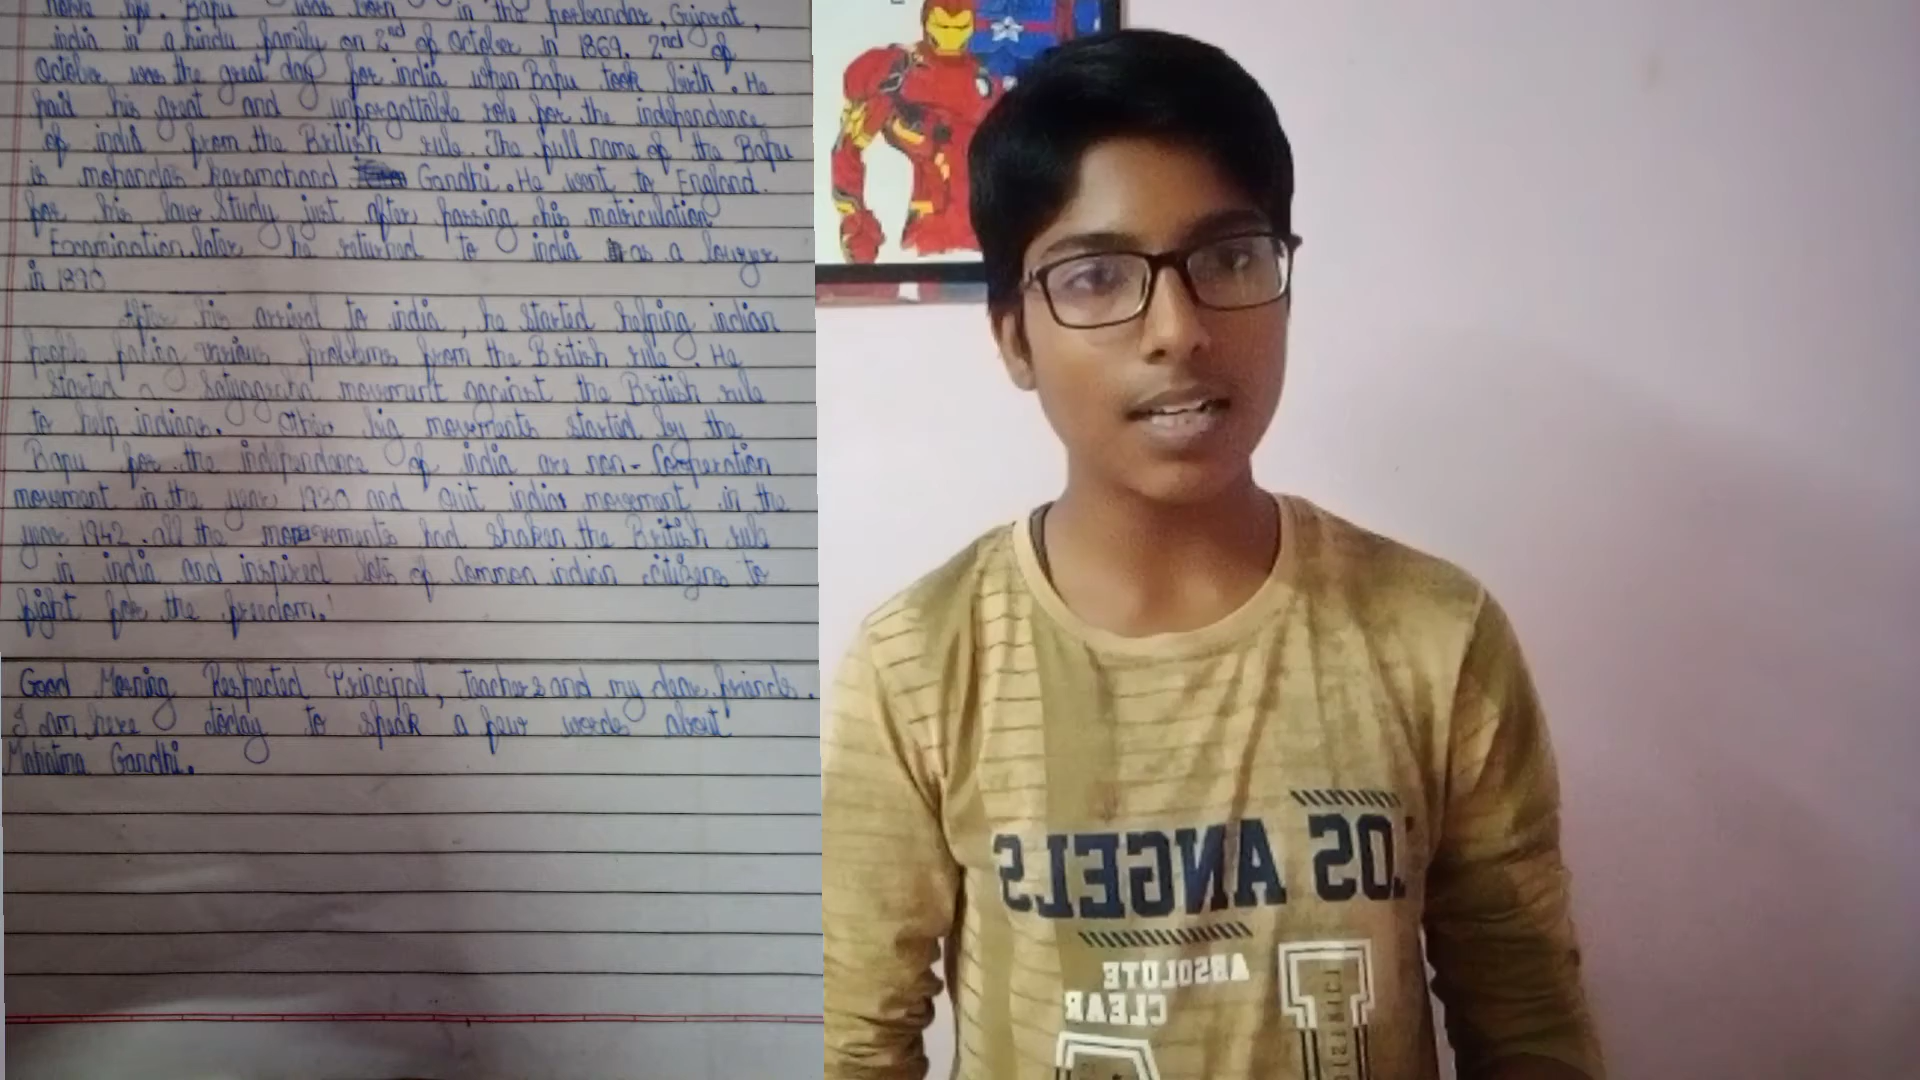 noble life. Bapu was born in the porbandar, Gujarat,
india in a hindu family on 2nd of October in 1869. 2nd of
October was the great day for india when Bapu took birth. He
paid his great and unforgattable role for the independance
of india from the British rule. The full name of the Bapu
is mohandas karamchand Gandhi. He went to England
for his law study just after passing his matriculation
Examination. later he returned to india as a lowyer
in 1890
After his arrival to india, he started helping indian
people facing various problems from the British rule. He
started a Satyagraha movement against the British rule
to help indians. Other big movements started by the
Bapu for the independance of india are non-Cooperation
movement in the year 1920 and quit india movement in the
year 1942. all the movements had shaken the British rule
in india and inspired lots of Common indian citizens to
fight for the freedom.
Good Morning Respected Principal, teachers and my dear friends.
I am here today to speak a few words about
Mahatma Gandhi.
LOS ANGELS
ABSOLUTE
CLEAR